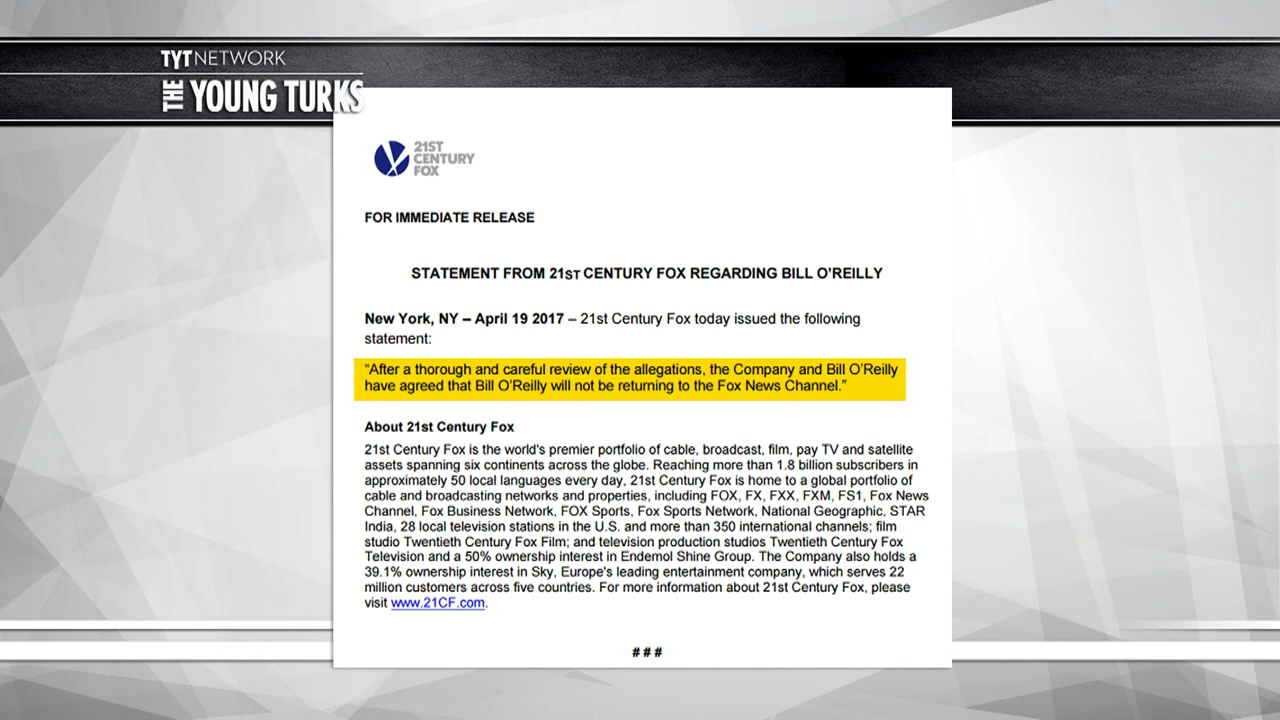 TYTNETWORK
THE YOUNG TURKS
21ST
CENTURY
FOX
FOR IMMEDIATE RELEASE
STATEMENT FROM 21ST CENTURY FOX REGARDING BILL O'REILLY
New York, NY – April 19 2017 – 21st Century Fox today issued the following
statement:
“After a thorough and careful review of the allegations, the Company and Bill O’Reilly
have agreed that Bill O’Reilly will not be returning to the Fox News Channel.”
About 21st Century Fox
21st Century Fox is the world's premier portfolio of cable, broadcast, film, pay TV and satellite
assets spanning six continents across the globe. Reaching more than 1.8 billion subscribers in
approximately 50 local languages every day, 21st Century Fox is home to a global portfolio of
cable and broadcasting networks and properties, including FOX, FX, FXX, FXM, FS1, Fox News
Channel, Fox Business Network, FOX Sports, Fox Sports Network, National Geographic, STAR
India, 28 local television stations in the U.S. and more than 350 international channels; film
studio Twentieth Century Fox Film; and television production studios Twentieth Century Fox
Television and a 50% ownership interest in Endemol Shine Group. The Company also holds a
39.1% ownership interest in Sky, Europe's leading entertainment company, which serves 22
million customers across five countries. For more information about 21st Century Fox, please
visit www.21CF.com.
# # #